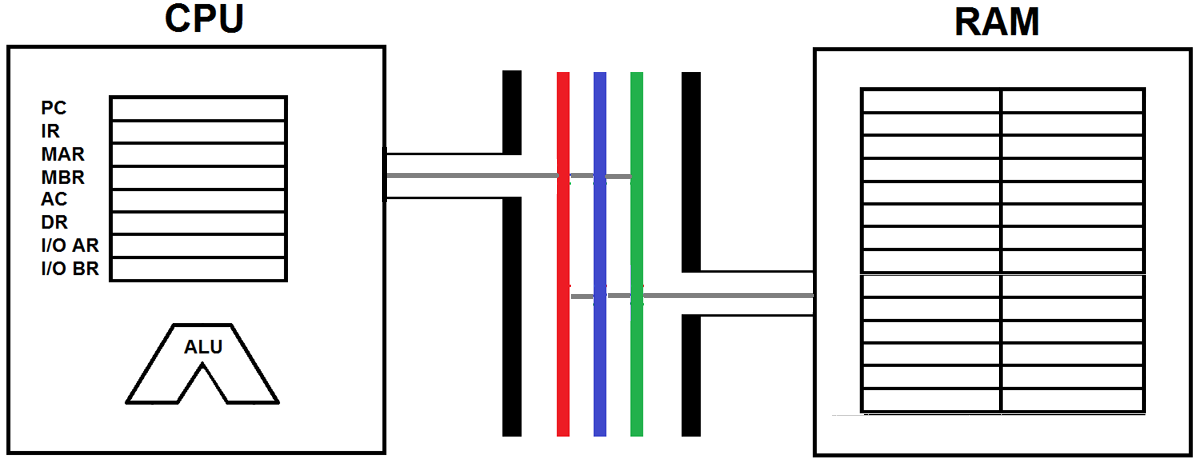 CPU
RAM
PC
IR
MAR
MBR
AC
DR
I/O AR
I/O BR
ALU